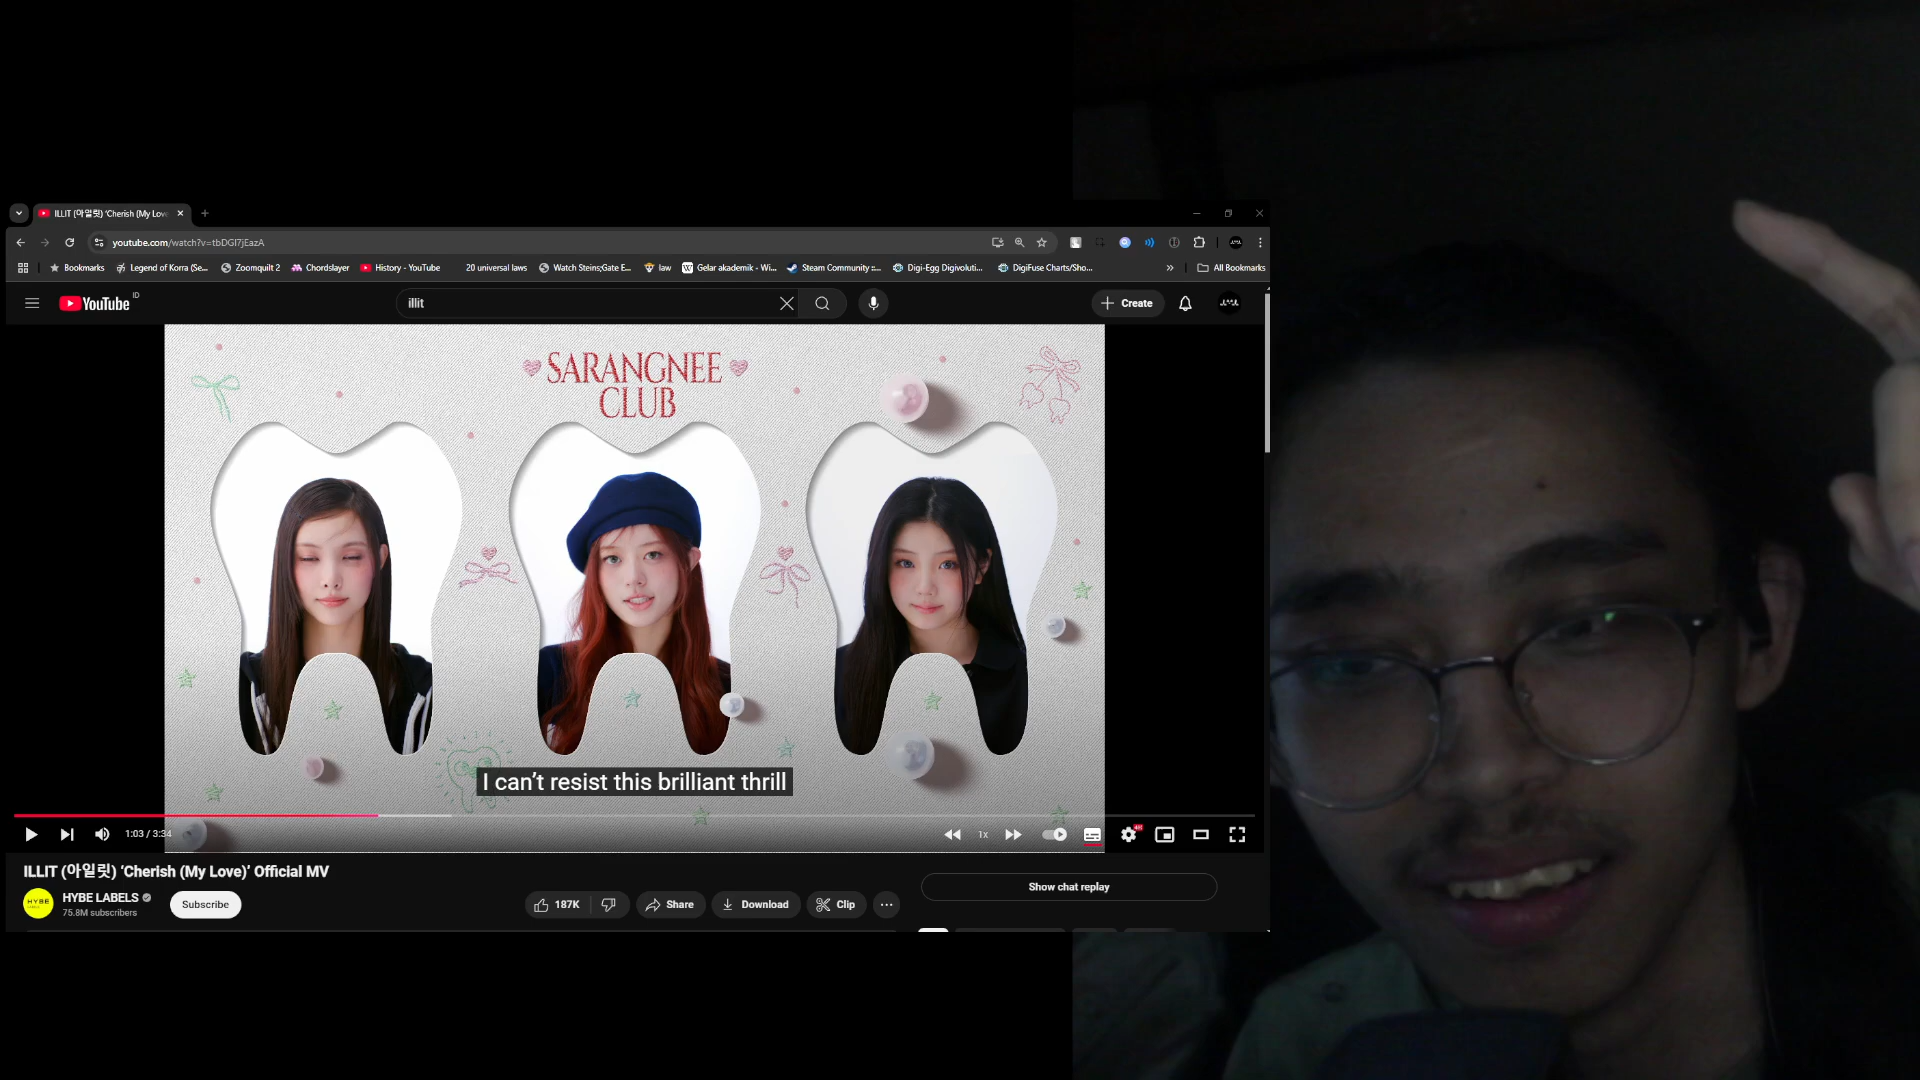 ILLIT (아일릿) ‘Cherish (My Lov
youtube.com/watch?v=tbDGl7jEazA
Bookmarks
Legend of Korra (Se...
Zoomquilt 2
Chordslayer
History - YouTube
20 universal laws
Watch Steins;Gate E...
law
Gelar akademik - Wi...
Steam Community ::...
Digi-Egg Digivoluti...
DigiFuse Charts/Sho...
»
All Bookmarks
YouTube ID
illit
Create
SARANGNEE
CLUB
I can’t resist this brilliant thrill
1:03 / 3:34
1x
ILLIT (아일릿) ‘Cherish (My Love)’ Official MV
HYBE LABELS
75.8M subscribers
Subscribe
187K
Share
Download
Clip
Show chat replay